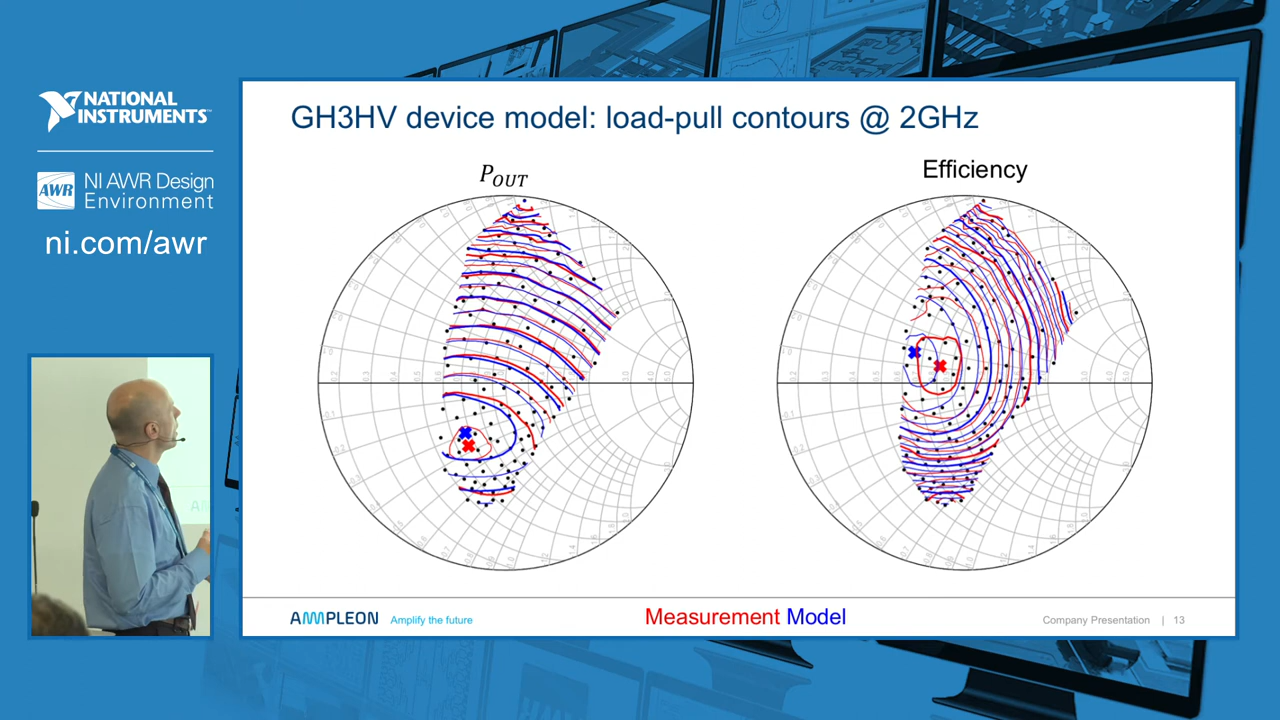 NATIONAL
INSTRUMENTS™
AWR
NI AWR Design
Environment
ni.com/awr
GH3HV device model: load-pull contours @ 2GHz
P_OUT
Efficiency
AMPLEON
Amplify the future
Measurement Model
Company Presentation | 13